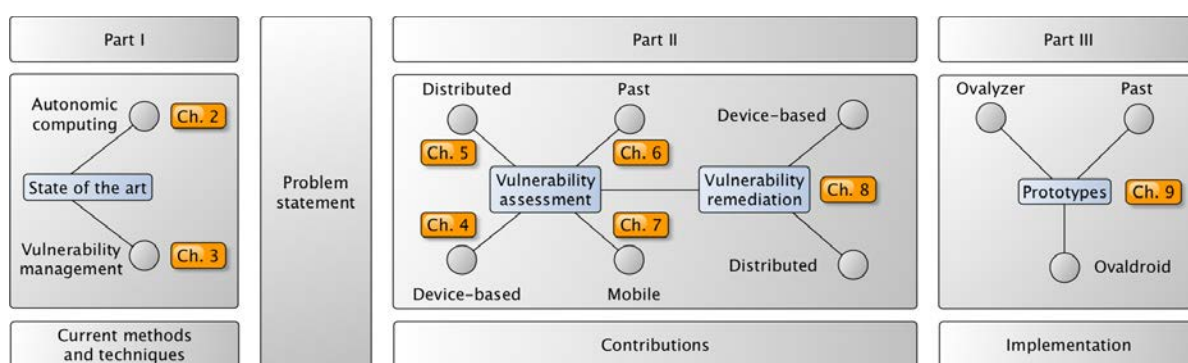 Part I
Autonomic
computing
Ch. 2
State of the art
Vulnerability
management
Ch. 3
Current methods
and techniques
Problem
statement
Part II
Distributed
Past
Device-based
Ch. 5
Ch. 6
Vulnerability
assessment
Vulnerability
remediation
Ch. 8
Ch. 4
Ch. 7
Device-based
Mobile
Distributed
Contributions
Part III
Ovalyzer
Past
Prototypes
Ch. 9
Ovaldroid
Implementation